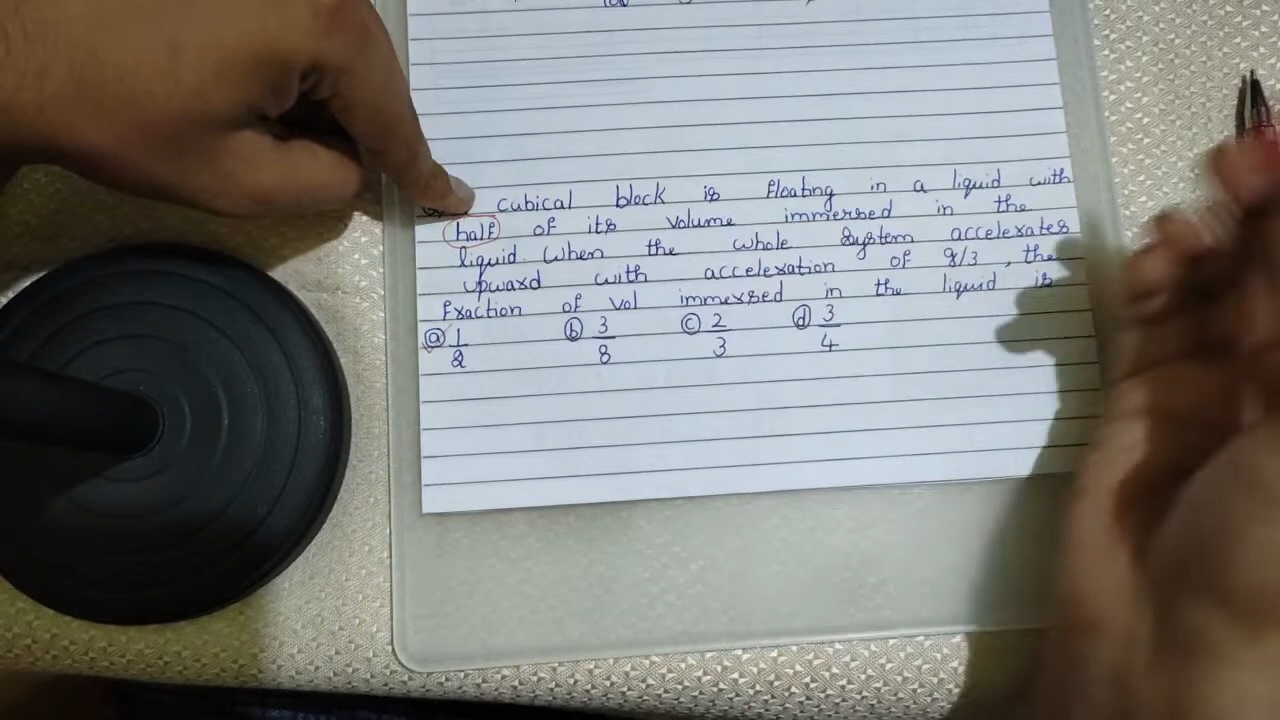 cubical block is floating in a liquid with
half of its volume immersed in the
liquid. When the whole system accelerates
upward with acceleration of g/3, the
fraction of vol immersed in the liquid is
ⓐ 1/2 ⓑ 3/8 ⓒ 2/3 ⓓ 3/4